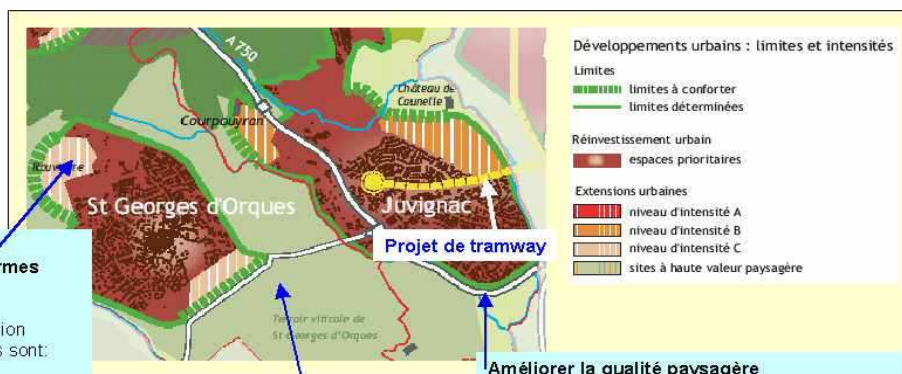 A 750
Château de
Caunelle
Courpouyran
St Georges d'Orques
Juvignac
Projet de tramway
Terroir viticole de
St Georges d'Orques
rmes
ion
s sont:
Améliorer la qualité paysagère
Développements urbains : limites et intensités
Limites
limites à conforter
limites déterminées
Réinvestissement urbain
espaces prioritaires
Extensions urbaines
niveau d'intensité A
niveau d'intensité B
niveau d'intensité C
sites à haute valeur paysagère